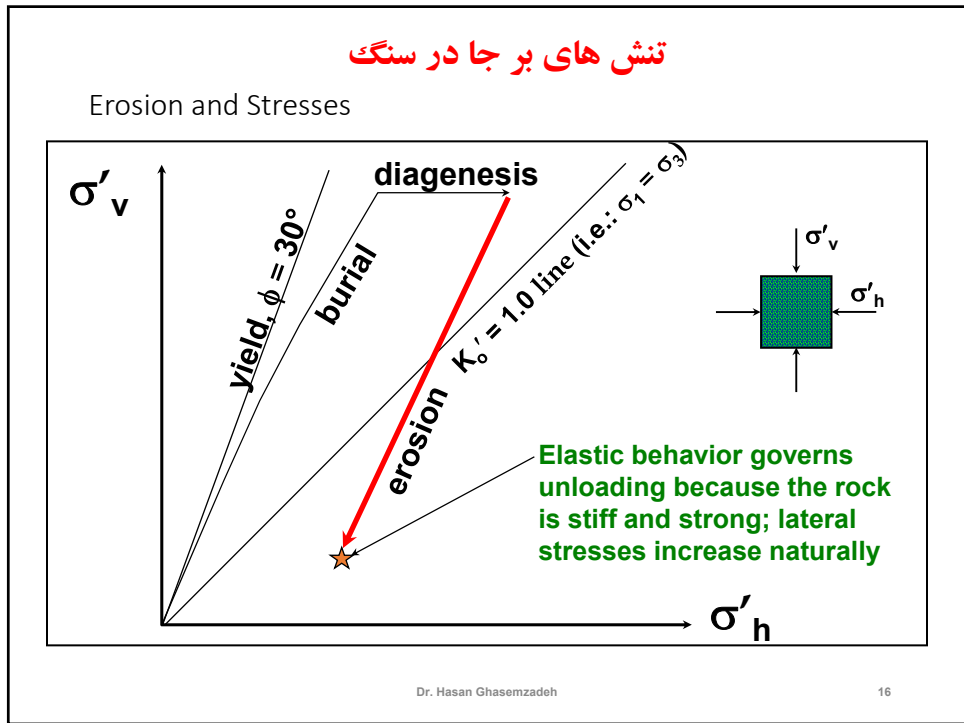 تنش های بر جا در سنگ
Erosion and Stresses
σ′v
diagenesis
yield, ϕ = 30°
burial
erosion
Ko′ = 1.0 line (i.e.: σ1 = σ3)
σ′v
σ′h
Elastic behavior governs
unloading because the rock
is stiff and strong; lateral
stresses increase naturally
σ′h
Dr. Hasan Ghasemzadeh
16